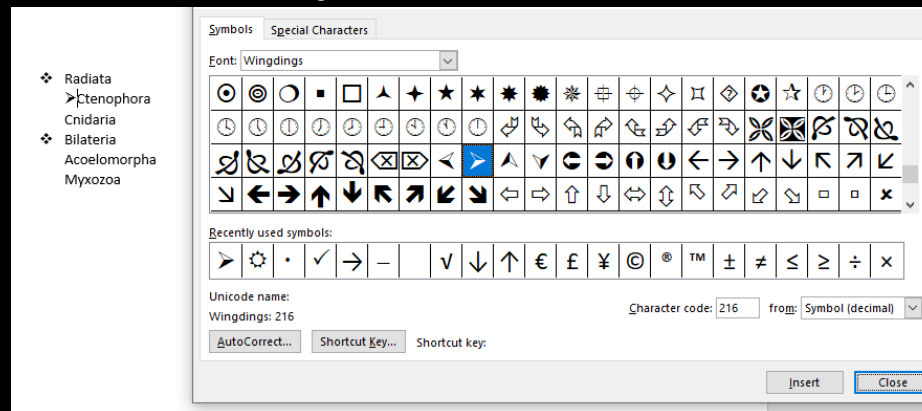 ❖ Radiata
➢Ctenophora
Cnidaria
❖ Bilateria
Acoelomorpha
Myxozoa
Symbols Special Characters
Font: Wingdings
Recently used symbols:
➢ · ✓ → – √ ↓ ↑ € £ ¥ © ® ™ ± ≠ ≤ ≥ ÷ ×
Unicode name:
Wingdings: 216
Character code: 216 from: Symbol (decimal)
AutoCorrect... Shortcut Key... Shortcut key:
Insert Close